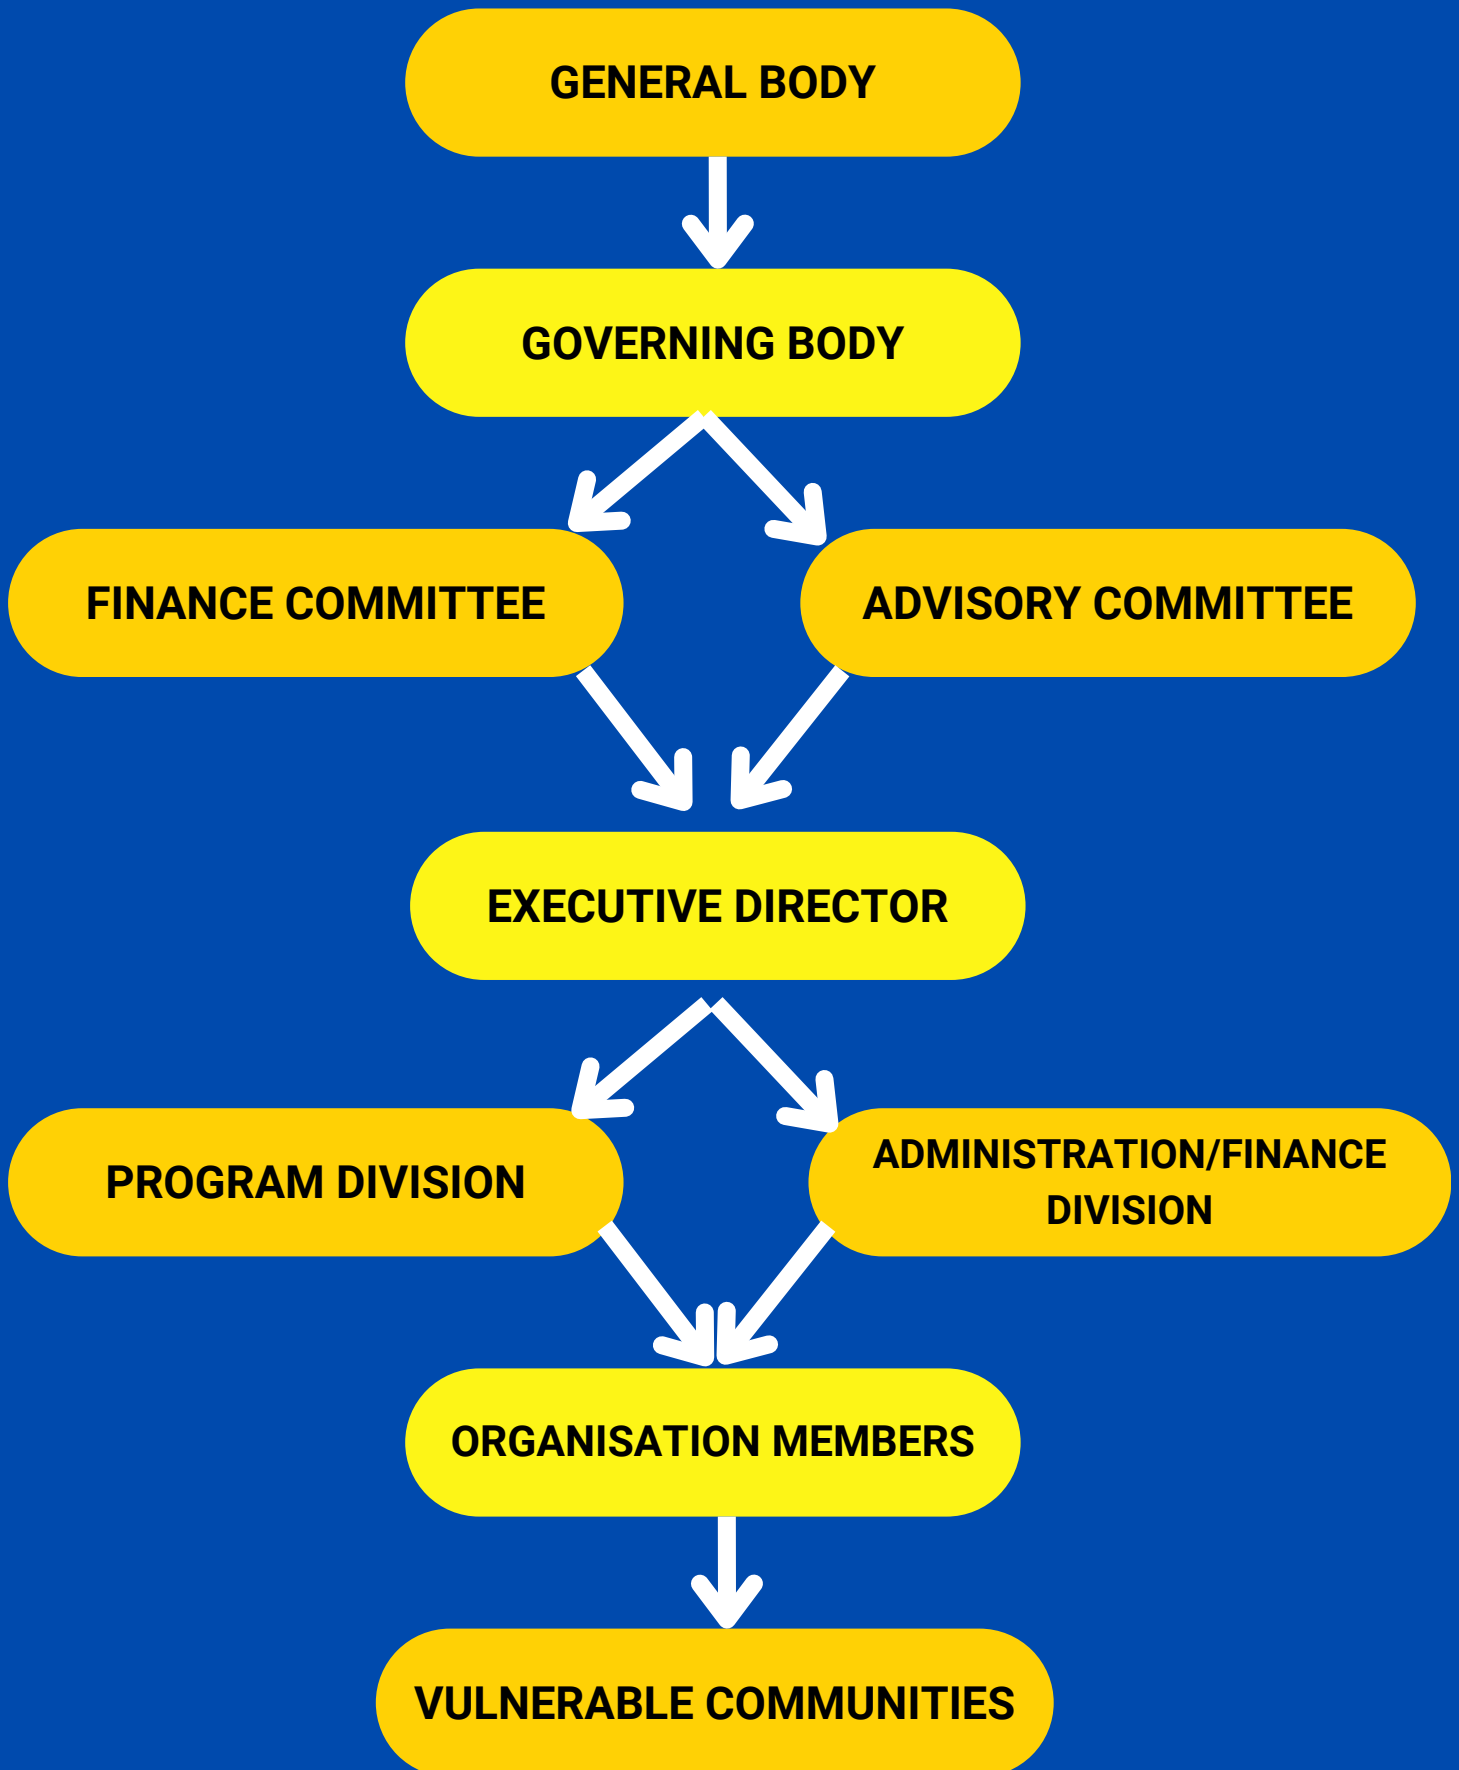 GENERAL BODY
GOVERNING BODY
FINANCE COMMITTEE
ADVISORY COMMITTEE
EXECUTIVE DIRECTOR
PROGRAM DIVISION
ADMINISTRATION/FINANCE
DIVISION
ORGANISATION MEMBERS
VULNERABLE COMMUNITIES